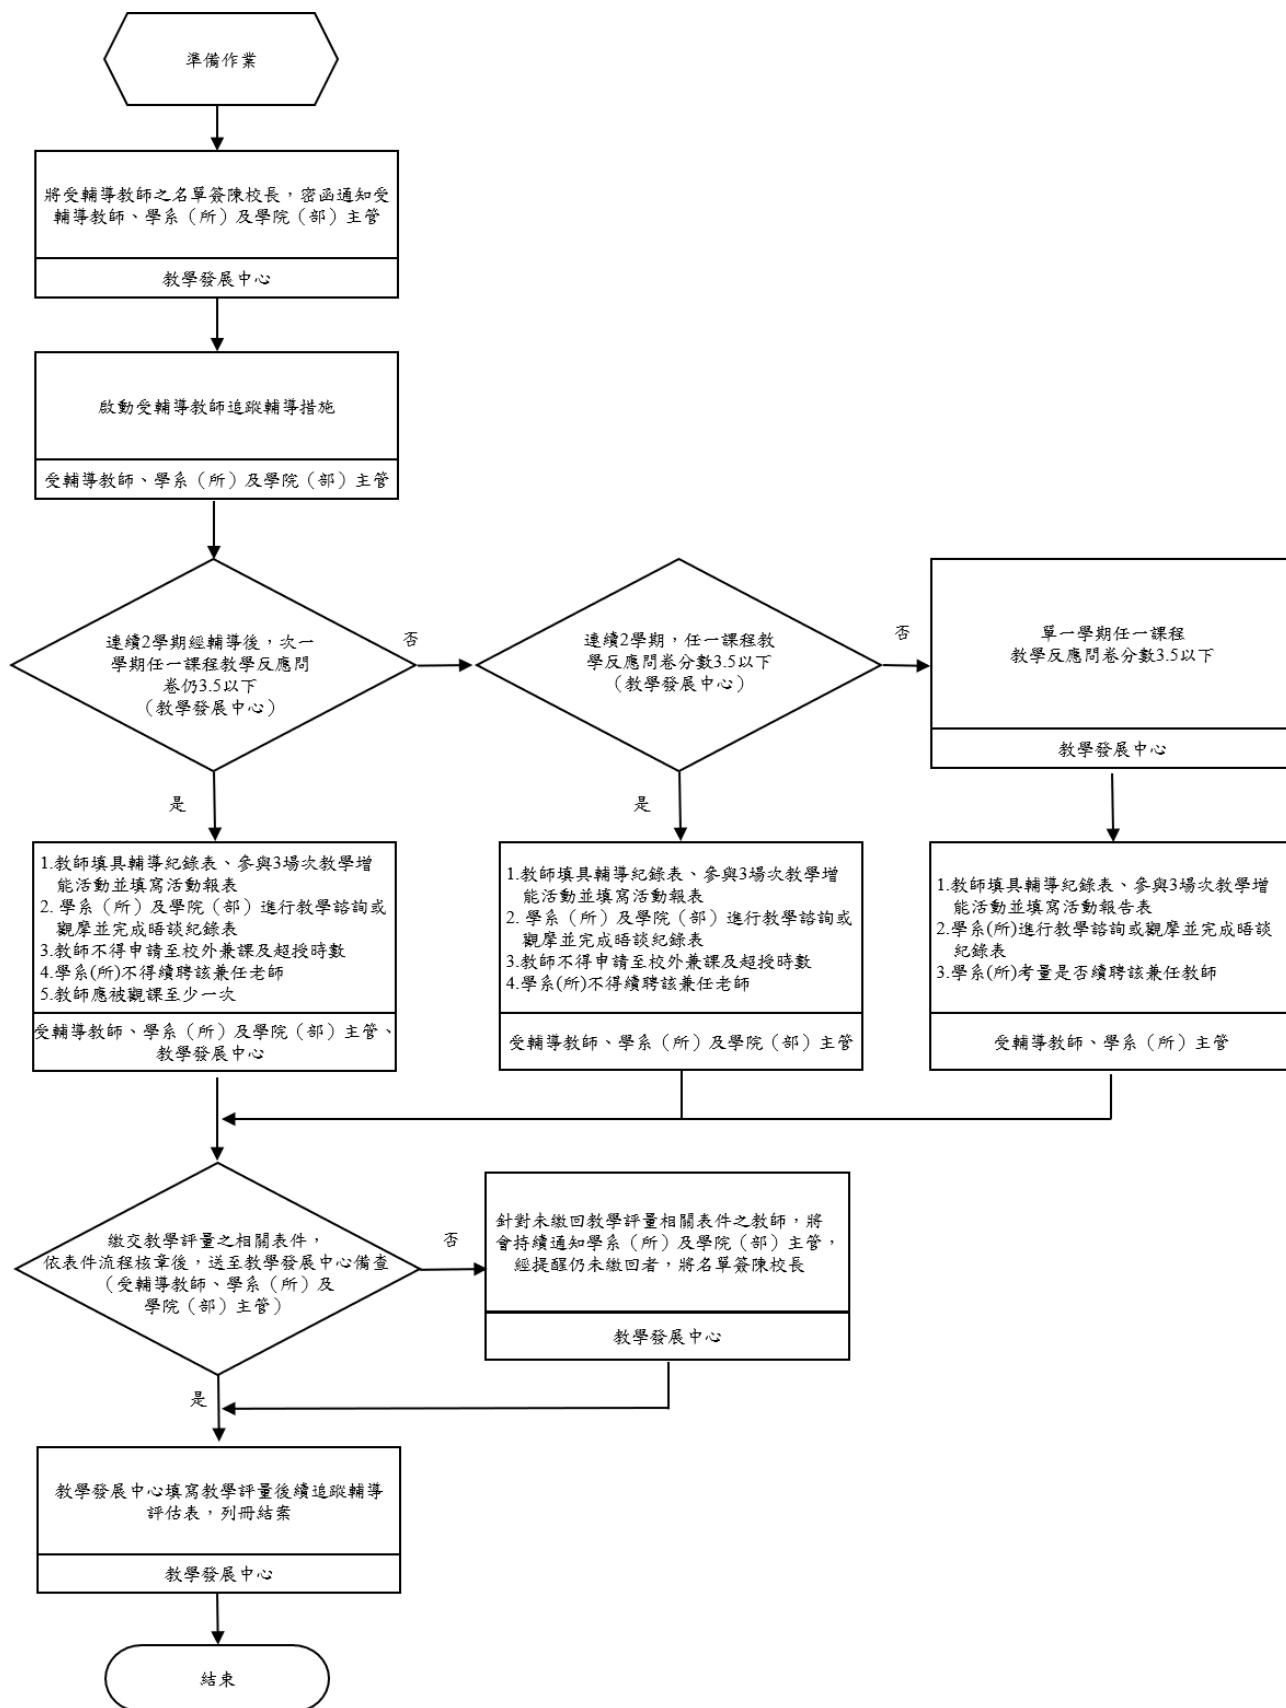 準備作業
將受輔導教師之名單簽陳校長，密函通知受
輔導教師、學系（所）及學院（部）主管
教學發展中心
啟動受輔導教師追蹤輔導措施
受輔導教師、學系（所）及學院（部）主管
連續2學期經輔導後，次一
學期任一課程教學反應問
卷仍3.5以下
（教學發展中心）
否
連續2學期，任一課程教
學反應問卷分數3.5以下
（教學發展中心）
否
單一學期任一課程
教學反應問卷分數3.5以下
教學發展中心
是
是
1.教師填具輔導紀錄表、參與3場次教學增
能活動並填寫活動報表
2. 學系（所）及學院（部）進行教學諮詢或
觀摩並完成晤談紀錄表
3.教師不得申請至校外兼課及超授時數
4.學系(所)不得續聘該兼任老師
5.教師應被觀課至少一次
受輔導教師、學系（所）及學院（部）主管、
教學發展中心
1.教師填具輔導紀錄表、參與3場次教學增
能活動並填寫活動報表
2. 學系（所）及學院（部）進行教學諮詢或
觀摩並完成晤談紀錄表
3.教師不得申請至校外兼課及超授時數
4.學系(所)不得續聘該兼任老師
受輔導教師、學系（所）及學院（部）主管
1.教師填具輔導紀錄表、參與3場次教學增
能活動並填寫活動報告表
2.學系(所)進行教學諮詢或觀摩並完成晤談
紀錄表
3.學系(所)考量是否續聘該兼任教師
受輔導教師、學系（所）主管
繳交教學評量之相關表件，
依表件流程核章後，送至教學發展中心備查
（受輔導教師、學系（所）及
學院（部）主管）
否
針對未繳回教學評量相關表件之教師，將
會持續通知學系（所）及學院（部）主管，
經提醒仍未繳回者，將名單簽陳校長
教學發展中心
是
教學發展中心填寫教學評量後續追蹤輔導
評估表，列冊結案
教學發展中心
結束